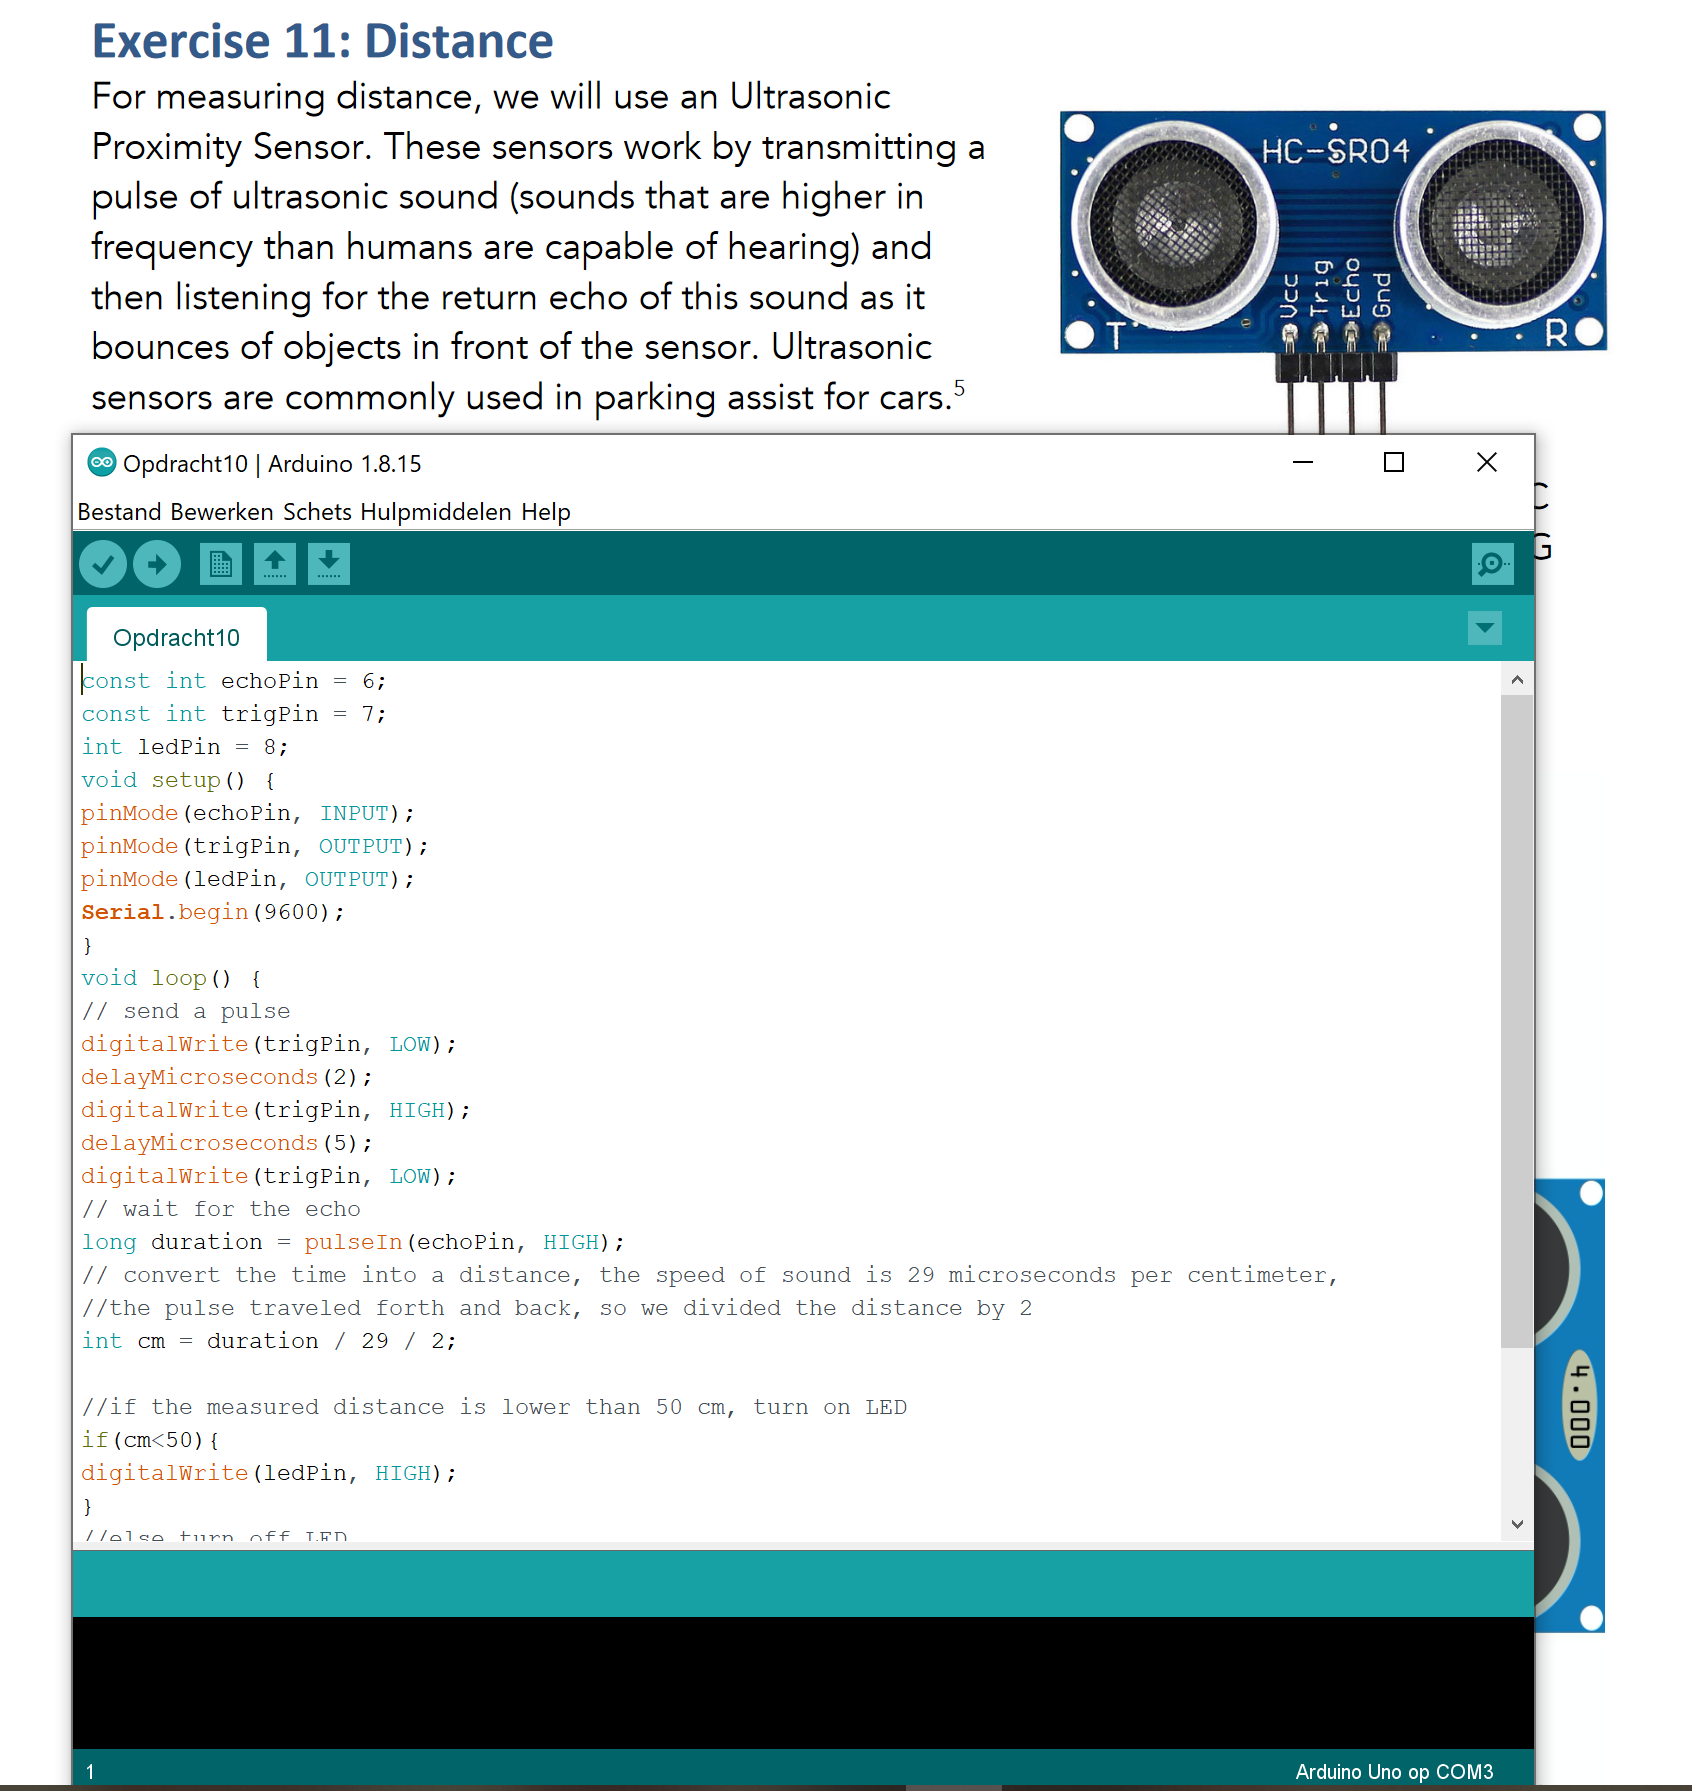 Exercise 11: Distance
For measuring distance, we will use an Ultrasonic
Proximity Sensor. These sensors work by transmitting a
pulse of ultrasonic sound (sounds that are higher in
frequency than humans are capable of hearing) and
then listening for the return echo of this sound as it
bounces of objects in front of the sensor. Ultrasonic
sensors are commonly used in parking assist for cars.5
HC-SR04
Vcc
Trig
Echo
Gnd
T
R
Opdracht10 | Arduino 1.8.15
C
Bestand Bewerken Schets Hulpmiddelen Help
G
Opdracht10
const int echoPin = 6;
const int trigPin = 7;
int ledPin = 8;
void setup() {
pinMode(echoPin, INPUT);
pinMode(trigPin, OUTPUT);
pinMode(ledPin, OUTPUT);
Serial.begin(9600);
}
void loop() {
// send a pulse
digitalWrite(trigPin, LOW);
delayMicroseconds(2);
digitalWrite(trigPin, HIGH);
delayMicroseconds(5);
digitalWrite(trigPin, LOW);
// wait for the echo
long duration = pulseIn(echoPin, HIGH);
// convert the time into a distance, the speed of sound is 29 microseconds per centimeter,
//the pulse traveled forth and back, so we divided the distance by 2
int cm = duration / 29 / 2;
//if the measured distance is lower than 50 cm, turn on LED
if(cm<50){
digitalWrite(ledPin, HIGH);
}
//else turn off LED
4.000
1
Arduino Uno op COM3